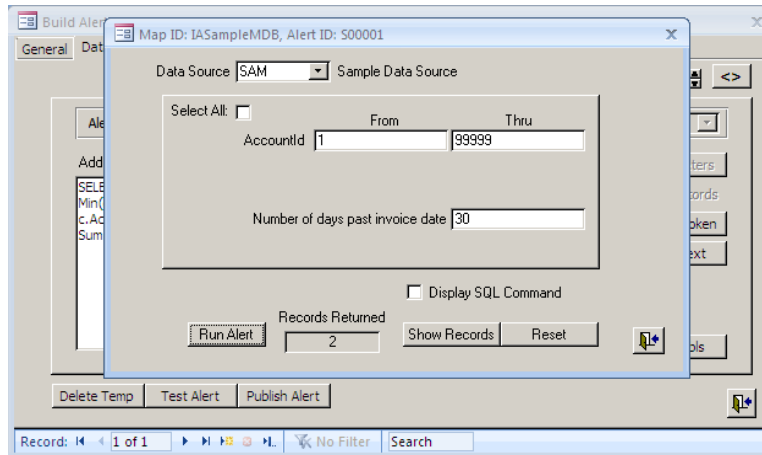 Build Aler
Map ID: IASampleMDB, Alert ID: S00001
General Dat
Data Source SAM Sample Data Source
<>
Select All:
From Thru
Ale
AccountId 1 99999
Add
ters
SELE
Min(
ords
c.Ac
Number of days past invoice date 30
oken
Sum
ext
Display SQL Command
Records Returned
Run Alert 2 Show Records Reset
ols
Delete Temp Test Alert Publish Alert
Record: 1 of 1 No Filter Search